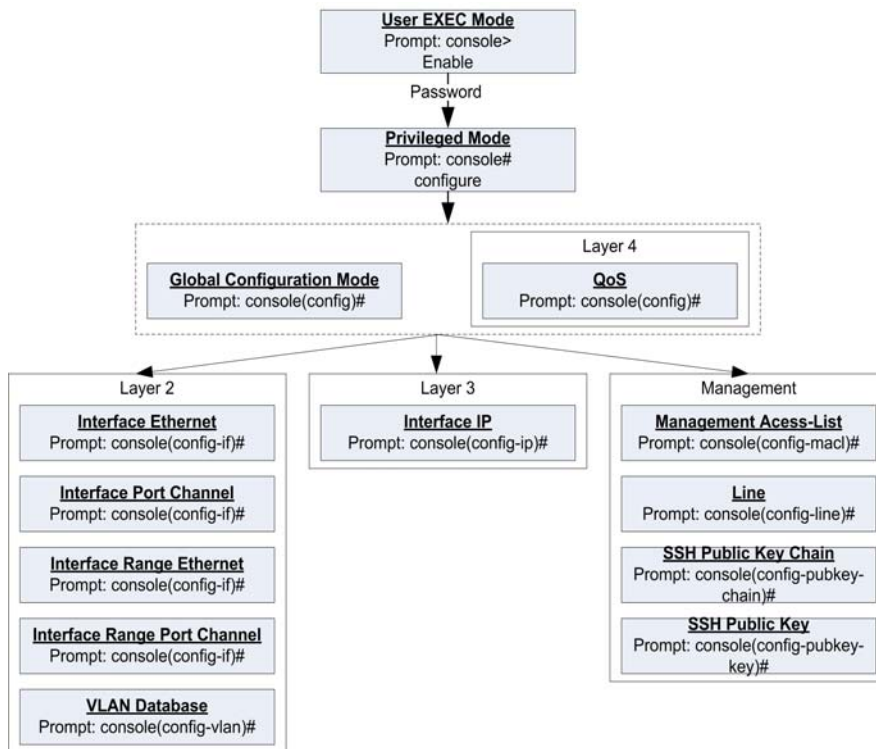 User EXEC Mode
Prompt: console>
Enable
Password
Privileged Mode
Prompt: console#
configure
Layer 4
Global Configuration Mode
Prompt: console(config)#
QoS
Prompt: console(config)#
Layer 2
Interface Ethernet
Prompt: console(config-if)#
Interface Port Channel
Prompt: console(config-if)#
Interface Range Ethernet
Prompt: console(config-if)#
Interface Range Port Channel
Prompt: console(config-if)#
VLAN Database
Prompt: console(config-vlan)#
Layer 3
Interface IP
Prompt: console(config-ip)#
Management
Management Acess-List
Prompt: console(config-macl)#
Line
Prompt: console(config-line)#
SSH Public Key Chain
Prompt: console(config-pubkey-
chain)#
SSH Public Key
Prompt: console(config-pubkey-
key)#